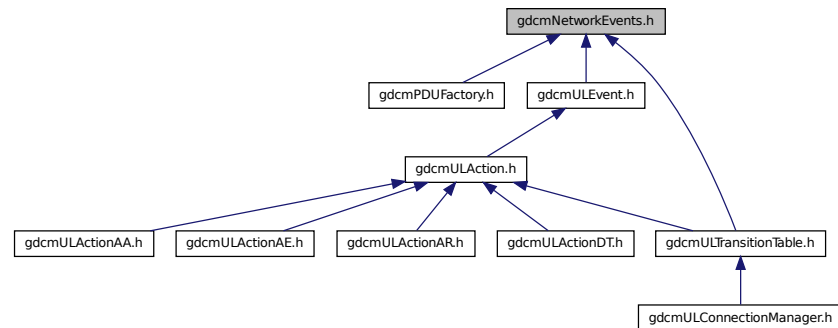 gdcmNetworkEvents.h
gdcmPDUFactory.h
gdcmULEvent.h
gdcmULAction.h
gdcmULActionAA.h
gdcmULActionAE.h
gdcmULActionAR.h
gdcmULActionDT.h
gdcmULTransitionTable.h
gdcmULConnectionManager.h